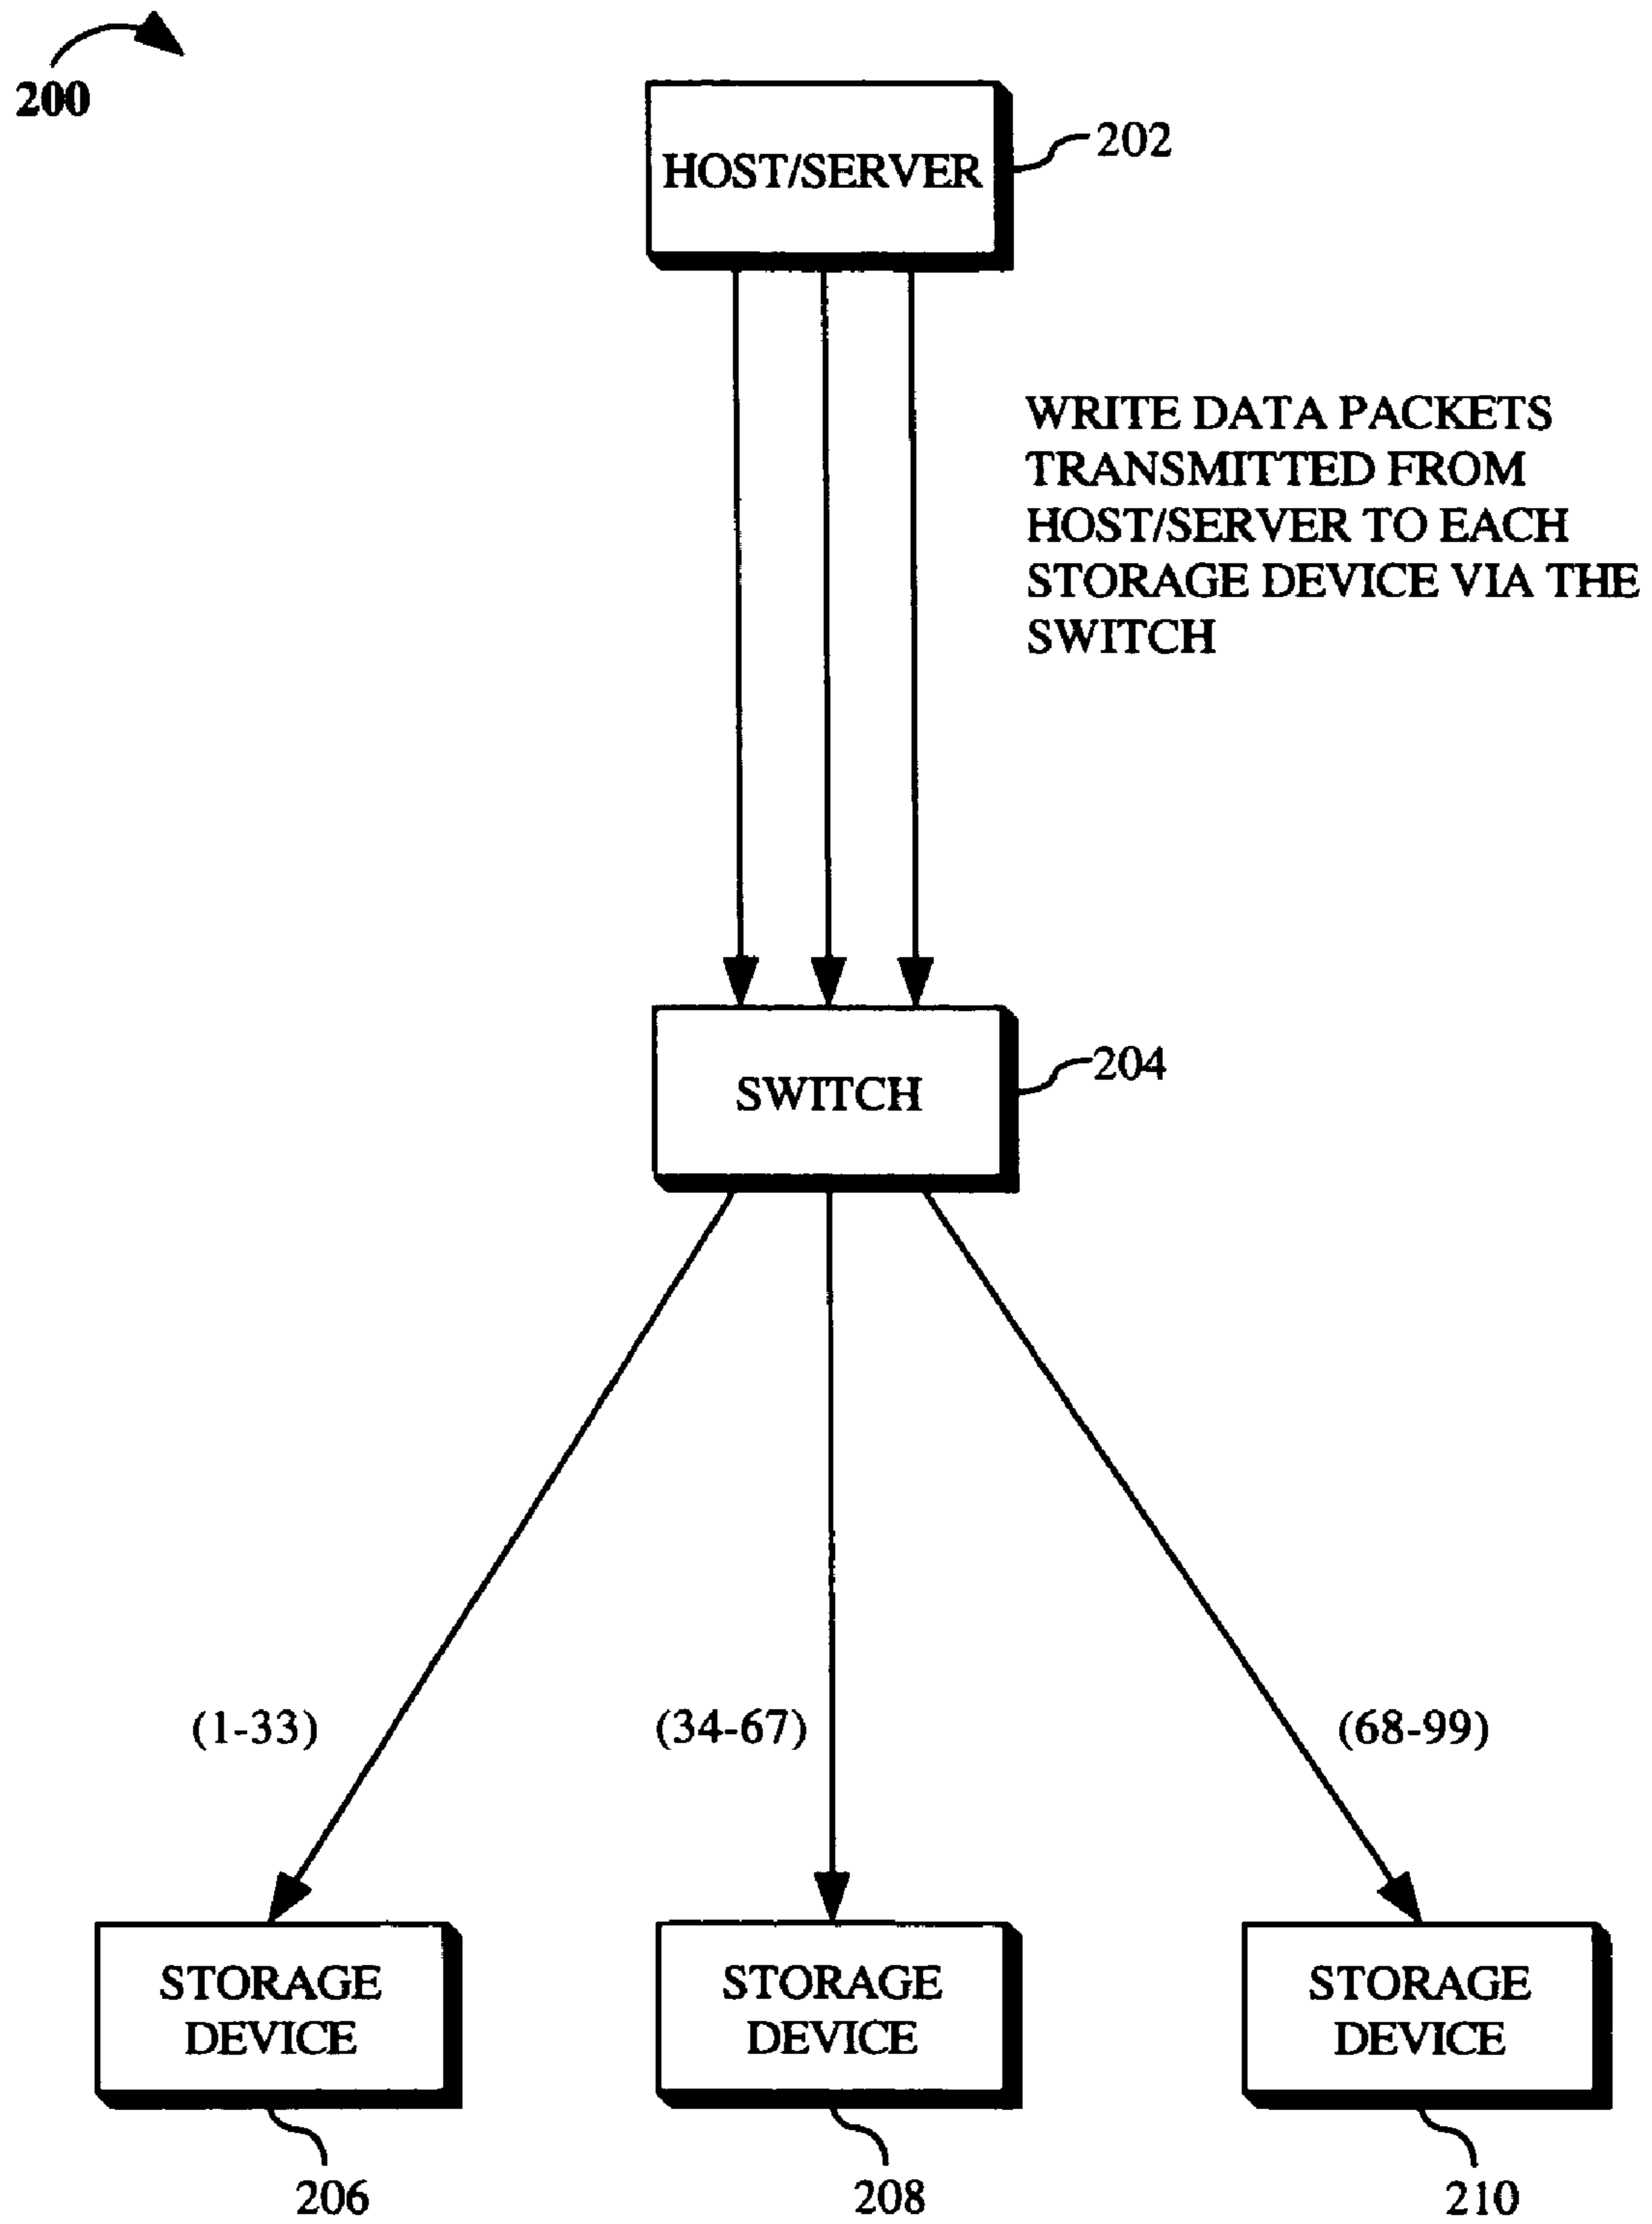 200
HOST/SERVER
202
WRITE DATA PACKETS
TRANSMITTED FROM
HOST/SERVER TO EACH
STORAGE DEVICE VIA THE
SWITCH
SWITCH
204
(1-33)
(34-67)
(68-99)
STORAGE
DEVICE
STORAGE
DEVICE
STORAGE
DEVICE
206
208
210